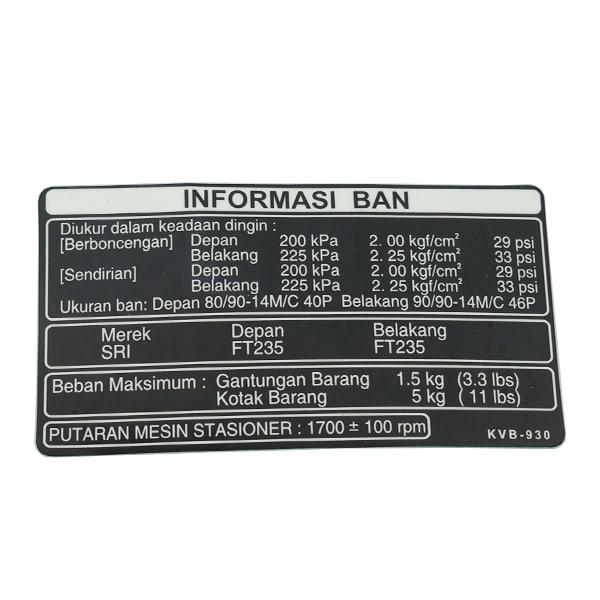 INFORMASI BAN
Diukur dalam keadaan dingin :
[Berboncengan] Depan 200 kPa 2. 00 kgf/cm² 29 psi
Belakang 225 kPa 2. 25 kgf/cm² 33 psi
[Sendirian] Depan 200 kPa 2. 00 kgf/cm² 29 psi
Belakang 225 kPa 2. 25 kgf/cm² 33 psi
Ukuran ban: Depan 80/90-14M/C 40P Belakang 90/90-14M/C 46P
Merek Depan Belakang
SRI FT235 FT235
Beban Maksimum : Gantungan Barang 1.5 kg (3.3 lbs)
Kotak Barang 5 kg ( 11 lbs)
PUTARAN MESIN STASIONER : 1700 ± 100 rpm
KVB-930